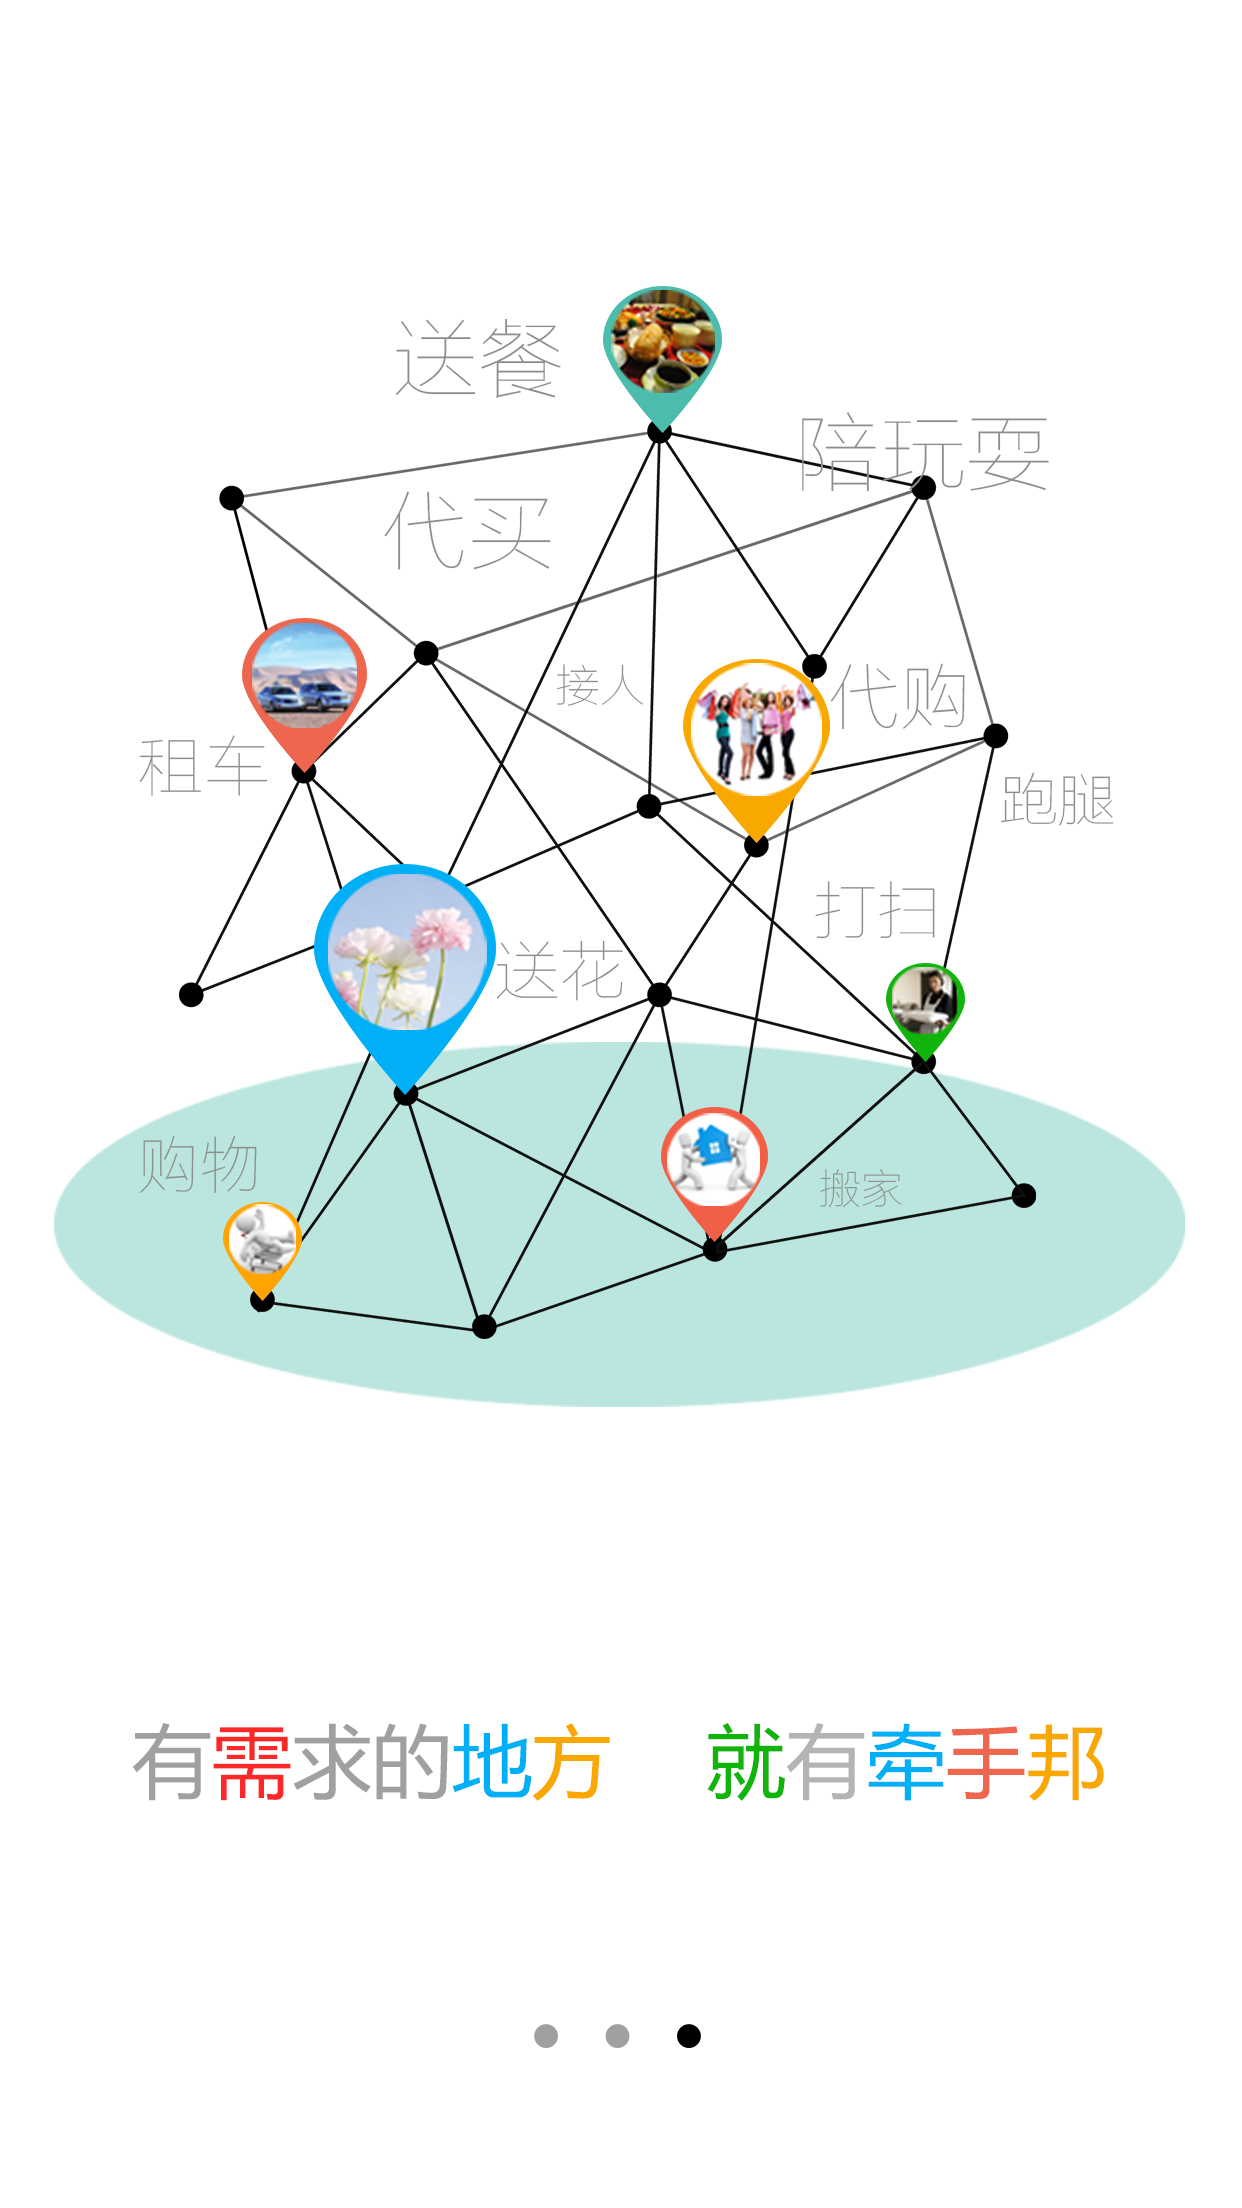 送餐
陪玩耍
代买
接人
代购
租车
跑腿
打扫
送花
购物
搬家
有需求的地方 就有牵手邦